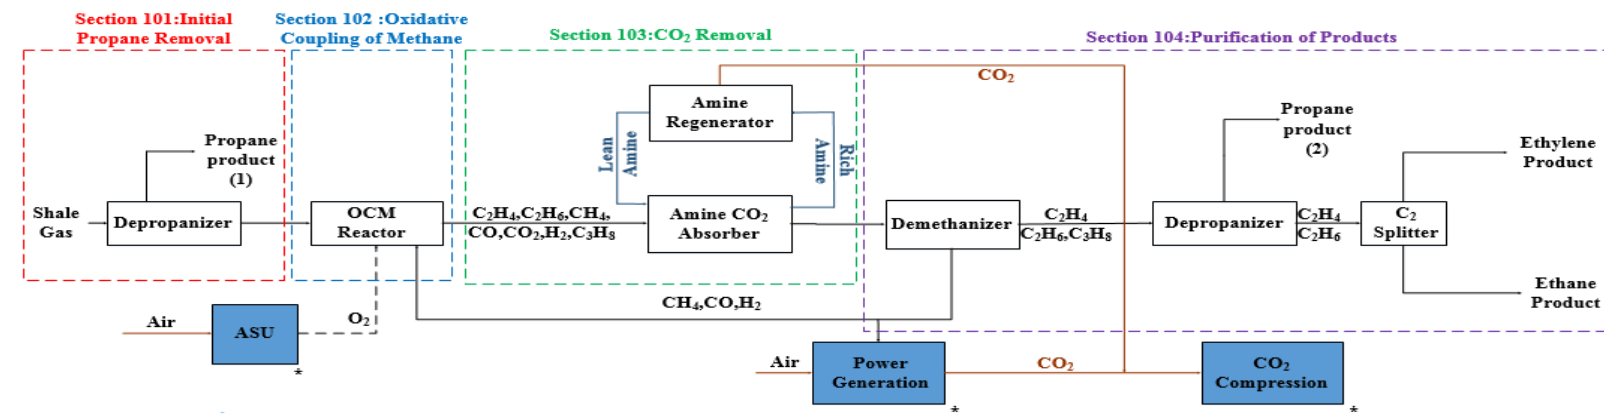 Section 101:Initial
Propane Removal
Section 102 :Oxidative
Coupling of Methane
Section 103:CO₂ Removal
Section 104:Purification of Products
CO₂
Amine
Regenerator
Lean
Amine
Rich
Amine
Propane
product
(1)
Propane
product
(2)
Ethylene
Product
Shale
Gas
Depropanizer
OCM
Reactor
C₂H₄,C₂H₆,CH₄,
CO,CO₂,H₂,C₃H₈
Amine CO₂
Absorber
Demethanizer
C₂H₄
C₂H₆,C₃H₈
Depropanizer
C₂H₄
C₂H₆
C₂
Splitter
Ethane
Product
CH₄,CO,H₂
Air
ASU
O₂
*
Air
Power
Generation
*
CO₂
CO₂
Compression
*